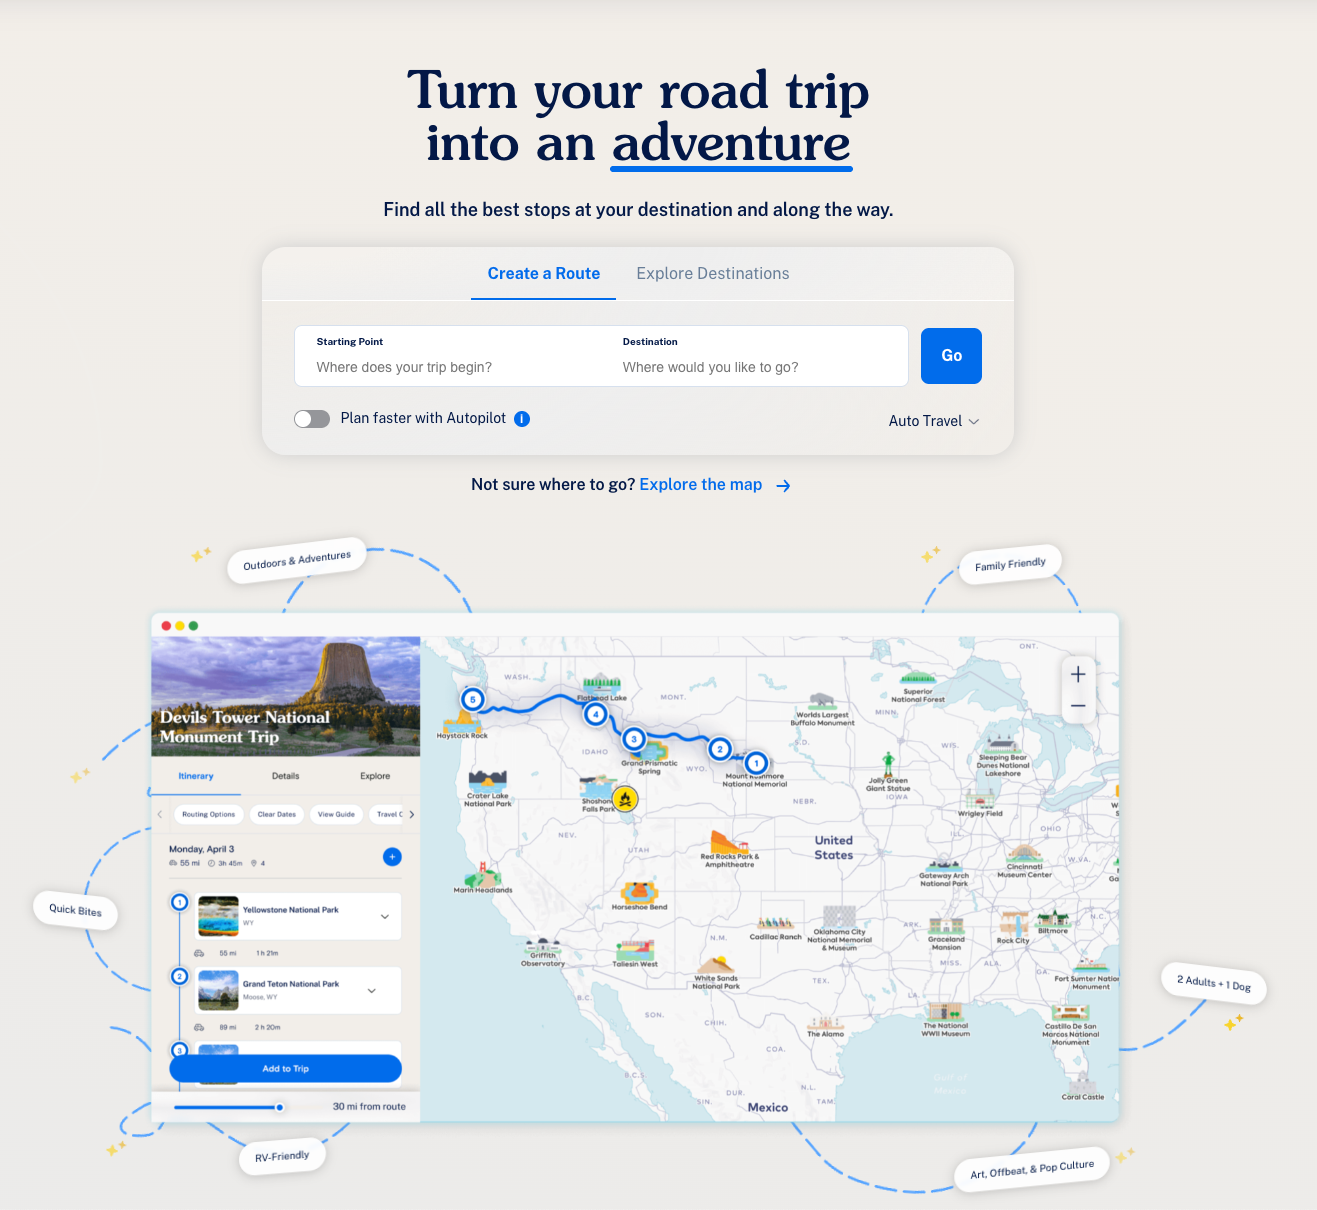 Turn your road trip
into an adventure
Find all the best stops at your destination and along the way.
Create a Route
Explore Destinations
Starting Point
Where does your trip begin?
Destination
Where would you like to go?
Go
Plan faster with Autopilot
i
Auto Travel
Not sure where to go? Explore the map
Outdoors & Adventures
Family Friendly
Devils Tower National
Monument Trip
Itinerary
Details
Explore
Routing Options
Clear Dates
View Guide
Travel C
Monday, April 3
55 mi
3h 45m
4
+
1
Yellowstone National Park
WY
55 mi
1 h 21m
2
Grand Teton National Park
Moose, WY
89 mi
2 h 20m
3
Add to Trip
30 mi from route
ONT.
WASH.
Flathead Lake
MONT.
Superior
National Forest
5
4
Worlds Largest
Buffalo Monument
MINN.
Haystack Rock
3
2
1
S.D.
WIS.
IDAHO
Grand Prismatic
Spring
WYO.
Mount Rushmore
National Memorial
Sleeping Bear
Dunes National
Lakeshore
Crater Lake
National Park
Shoshon
Falls Park
Jolly Green
Giant Statue
IOWA
NEBR.
Wrigley Field
NEV.
UTAH
Red Rocks Park &
Amphitheatre
United
States
ILL.
OHIO
W.VA.
Marin Headlands
Gateway Arch
National Park
Cincinnati
Museum Center
Horseshoe Bend
N.M.
Cadillac Ranch
Oklahoma City
National Memorial
& Museum
ARK.
Graceland
Mansion
Rock City
Biltmore
N.C.
Griffith
Observatory
Taliesin West
White Sands
National Park
MISS.
ALA.
GA.
Fort Sumter Nation
Monument
B.C.
TEX.
LA.
SON.
CHIH.
The Alamo
The National
WWII Museum
Castillo De San
Marcos National
Monument
COA.
B.C.S
Gulf of
Mexico
DUR.
N.L.
SIN.
Mexico
TAM.
Coral Castle
+
−
Quick Bites
2 Adults + 1 Dog
RV-Friendly
Art, Offbeat, & Pop Culture